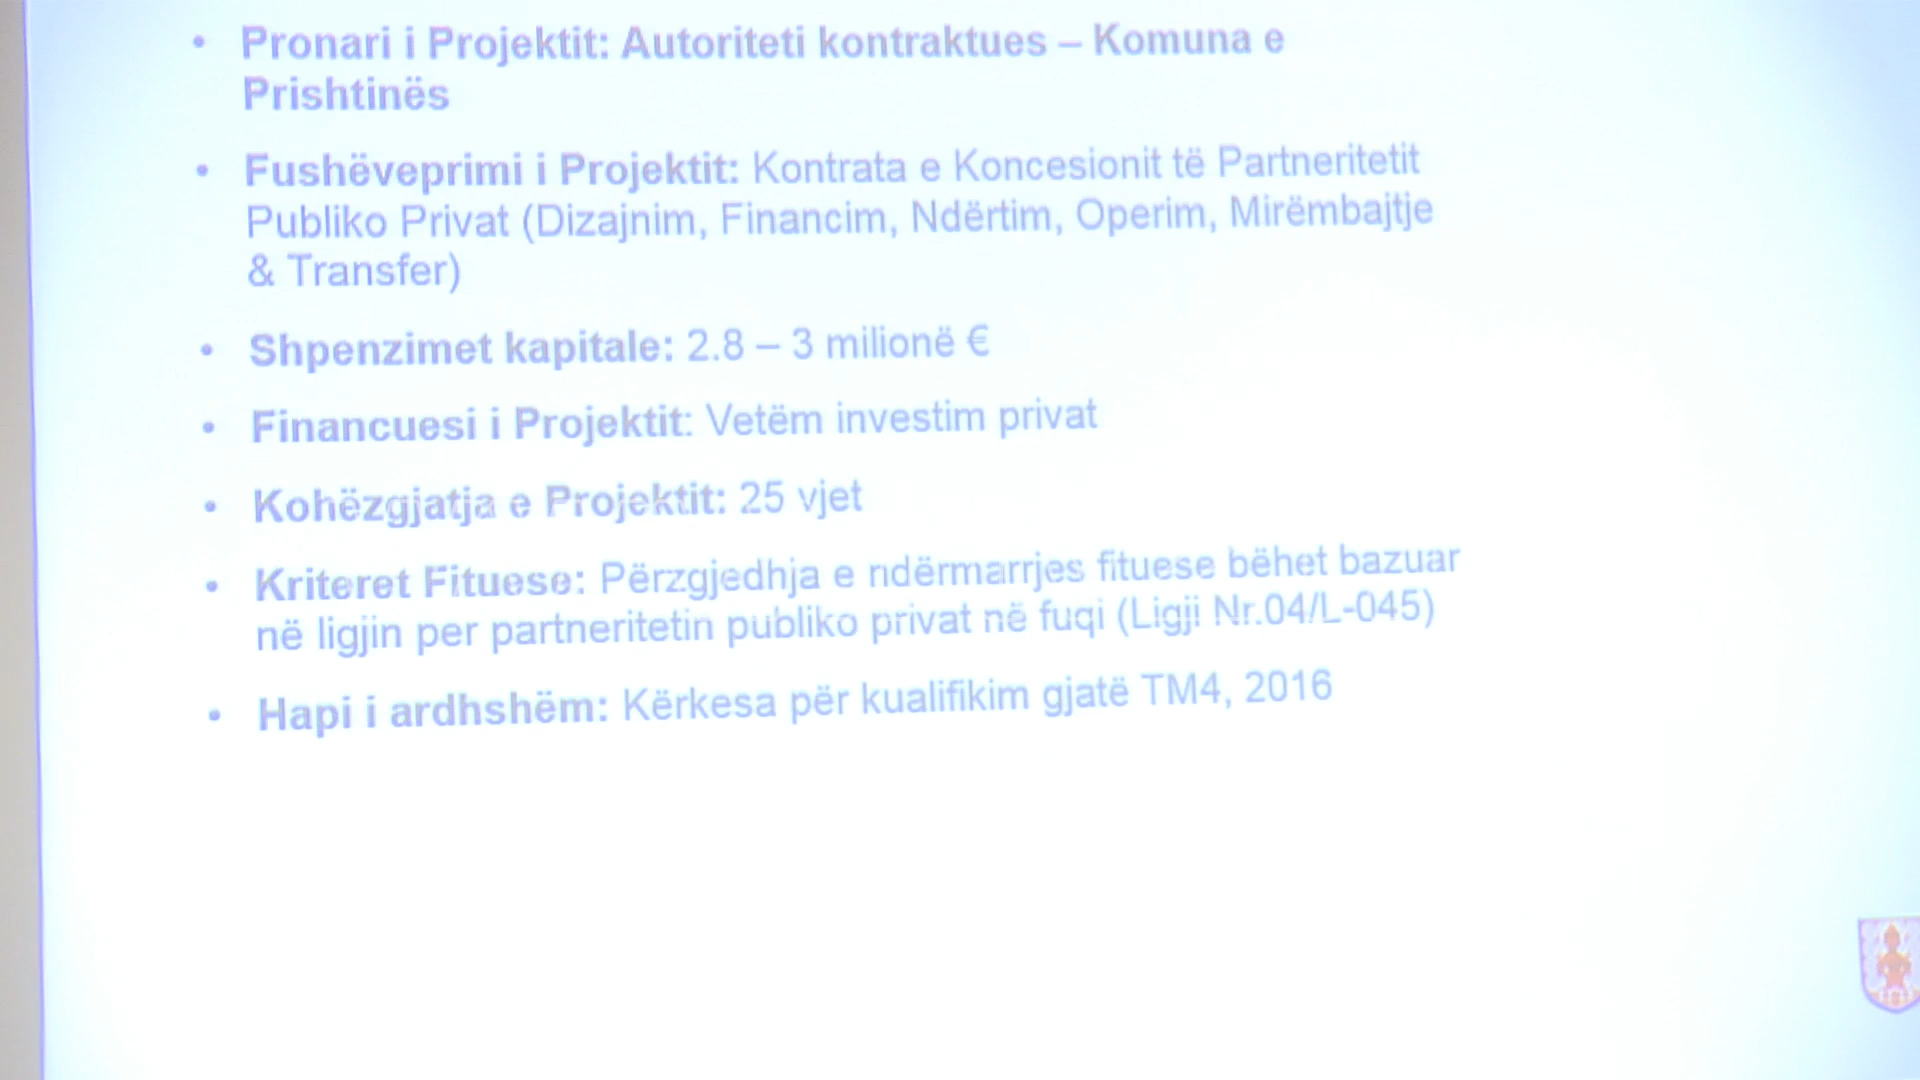 • Pronari i Projektit: Autoriteti kontraktues – Komuna e
Prishtinës
• Fushëveprimi i Projektit: Kontrata e Koncesionit të Partneritetit
Publiko Privat (Dizajnim, Financim, Ndërtim, Operim, Mirëmbajtje
& Transfer)
• Shpenzimet kapitale: 2.8 – 3 milionë €
• Financuesi i Projektit: Vetëm investim privat
• Kohëzgjatja e Projektit: 25 vjet
• Kriteret Fituese: Përzgjedhja e ndërmarrjes fituese bëhet bazuar
në ligjin per partneritetin publiko privat në fuqi (Ligji Nr.04/L-045)
• Hapi i ardhshëm: Kërkesa për kualifikim gjatë TM4, 2016